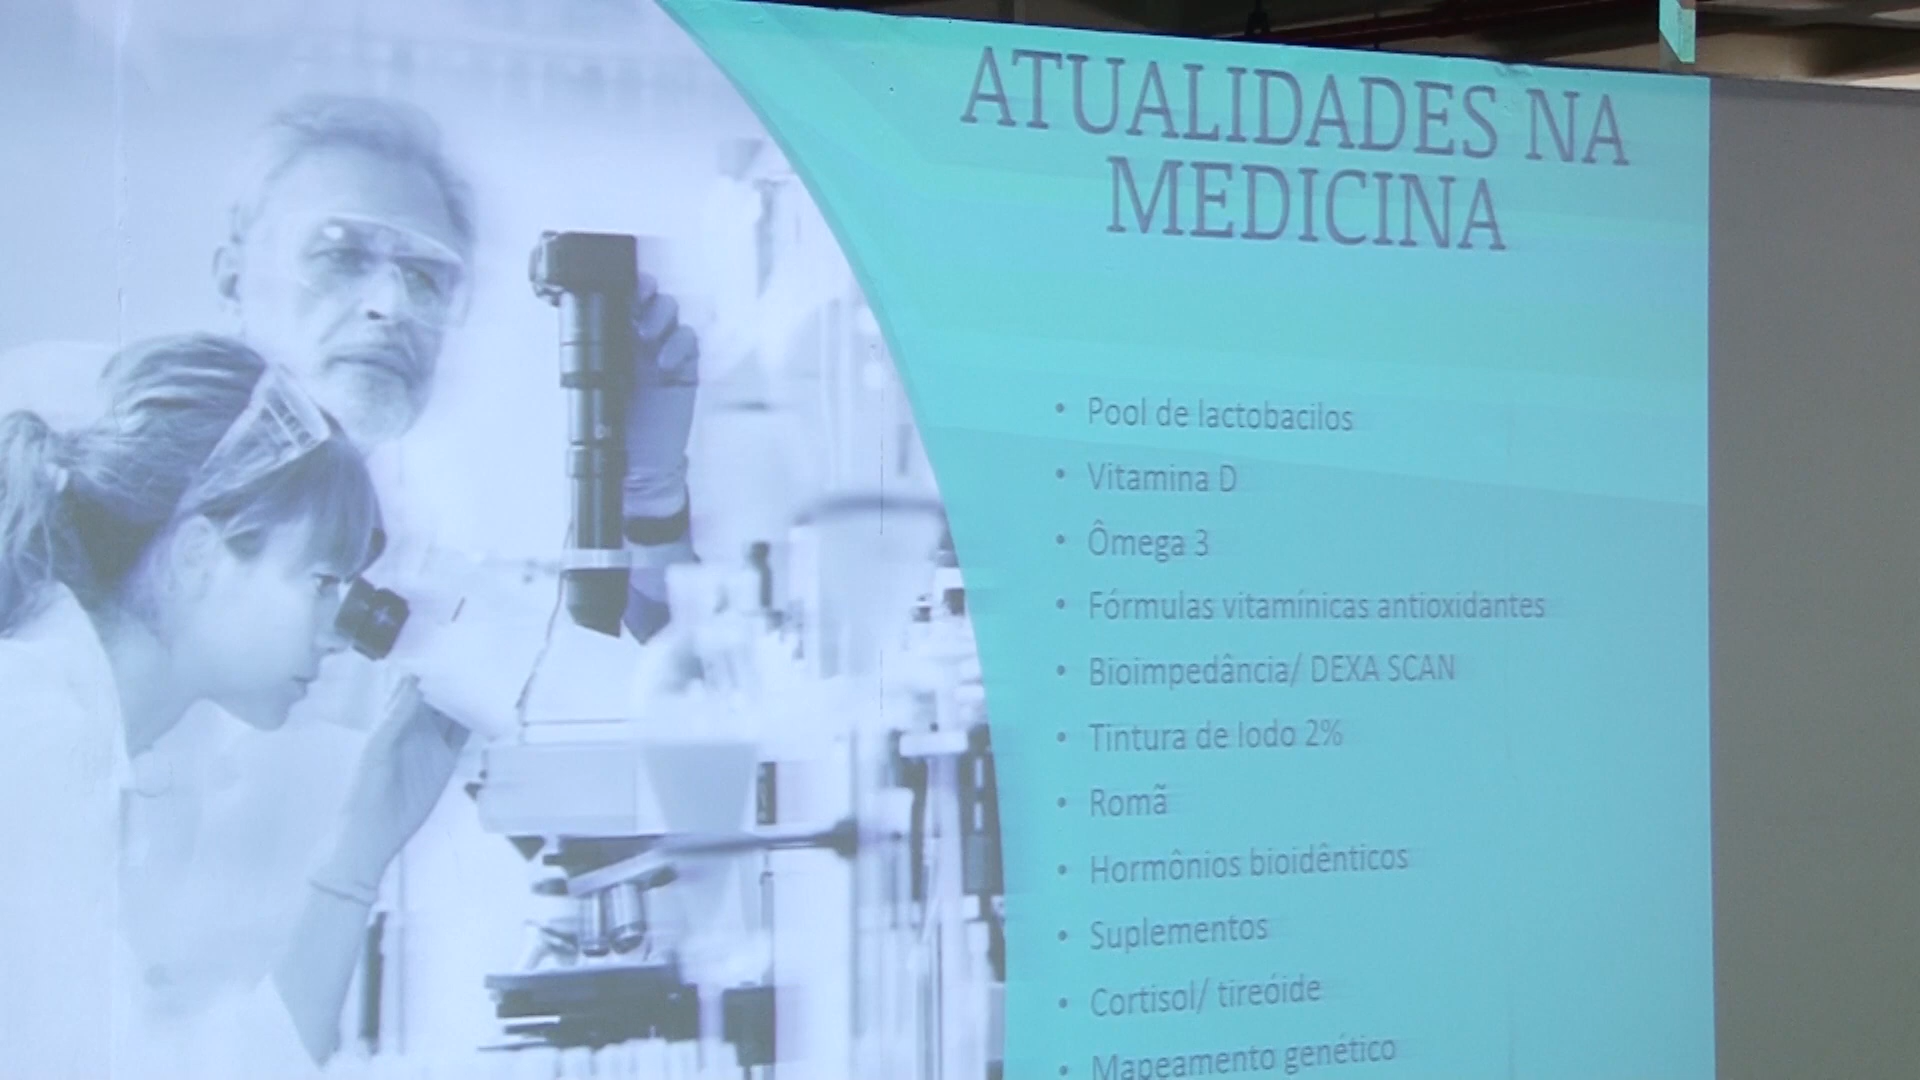 ATUALIDADES NA
MEDICINA
• Pool de lactobacilos
• Vitamina D
• Ômega 3
• Fórmulas vitamínicas antioxidantes
• Bioimpedância/ DEXA SCAN
• Tintura de Iodo 2%
• Romã
• Hormônios bioidênticos
• Suplementos
• Cortisol/ tireóide
• Mapeamento genético